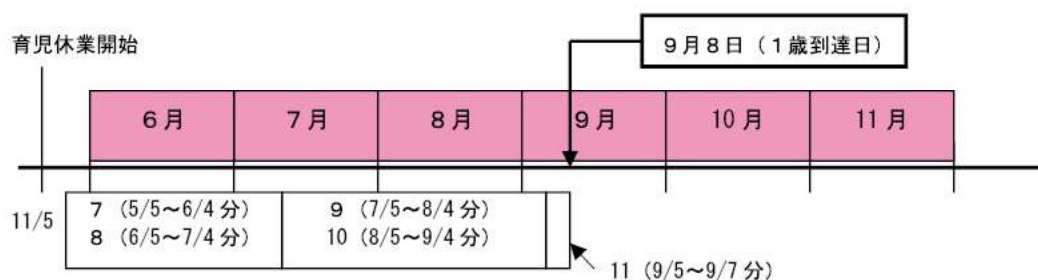 育児休業開始
9月8日（1歳到達日）
6月 7月 8月 9月 10月 11月
11/5
7（5/5～6/4分） 9（7/5～8/4分）
8（6/5～7/4分） 10（8/5～9/4分）
11（9/5～9/7分）